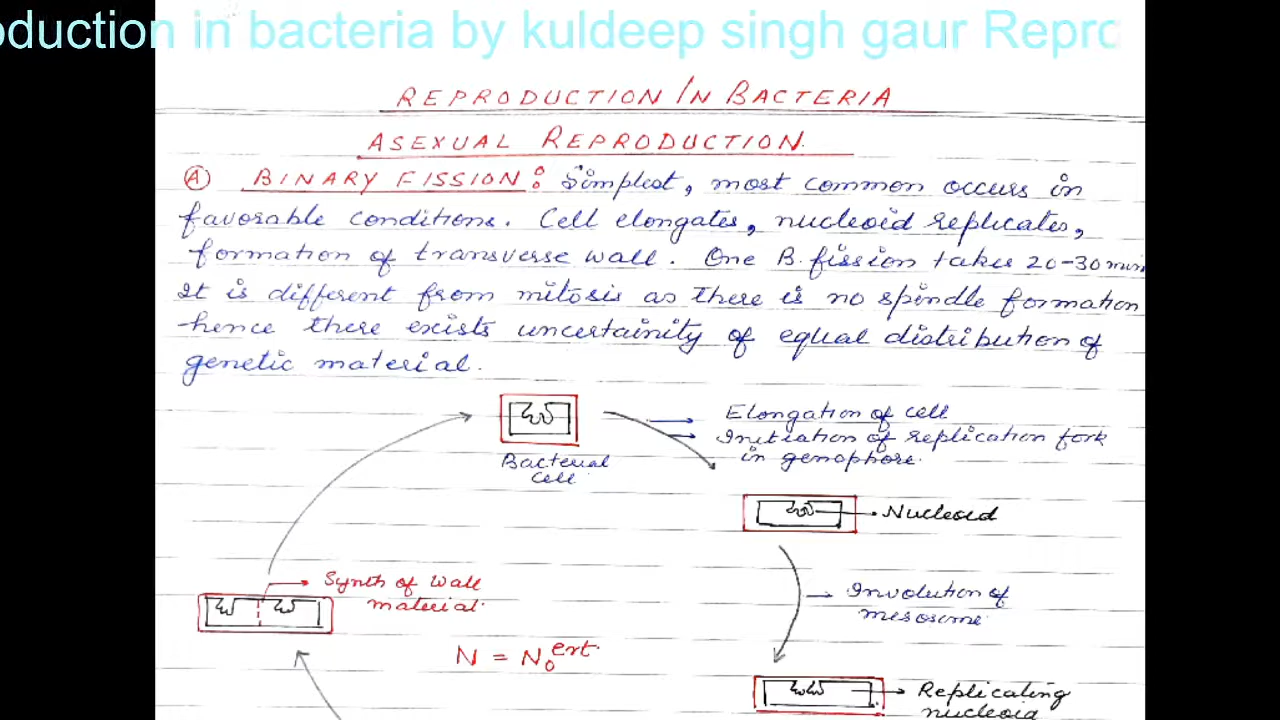 oduction in bacteria by kuldeep singh gaur Repro
REPRODUCTION IN BACTERIA
ASEXUAL REPRODUCTION.
(A) BINARY FISSION: Simplest, most common occurs in
favorable conditions. Cell elongates, nucleoid replicates,
formation of transverse wall. One B. fission takes 20-30 min
It is different from mitosis as there is no spindle formation
hence there exists uncertainity of equal distribution of
genetic material.
Bacterial
cell
Elongation of cell
Initiation of replication fork
in genophore.
Nucleoid
Synth of wall
material.
Involution of
mesosome
N = N₀ ert.
Replicating
nucleoid